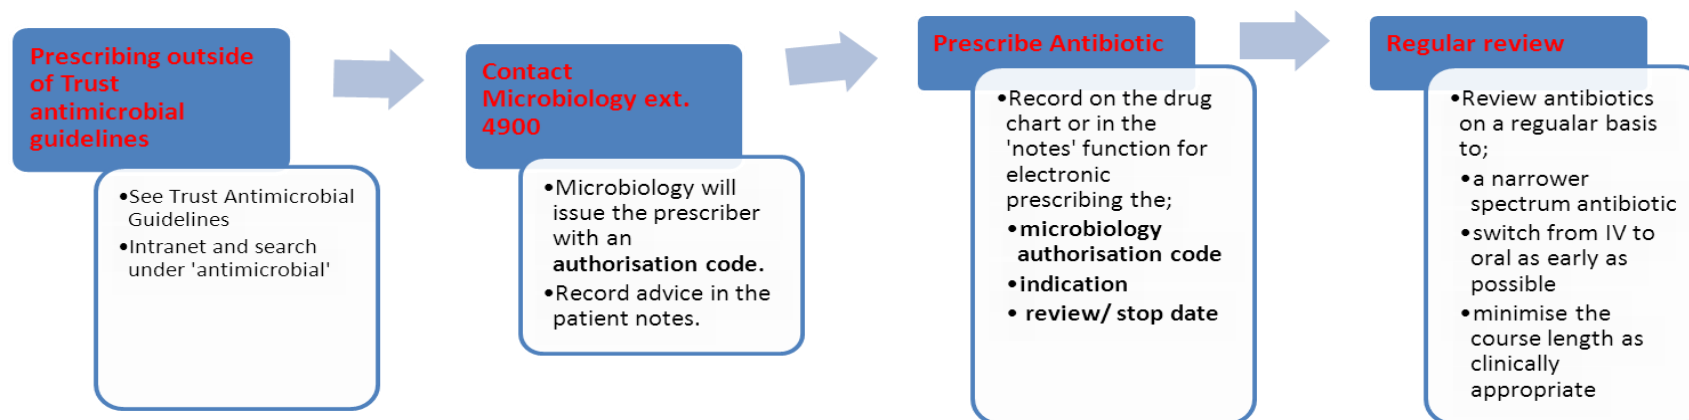 Prescribing outside
of Trust
antimicrobial
guidelines
•See Trust Antimicrobial
Guidelines
•Intranet and search
under 'antimicrobial'
Contact
Microbiology ext.
4900
•Microbiology will
issue the prescriber
with an
authorisation code.
•Record advice in the
patient notes.
Prescribe Antibiotic
•Record on the drug
chart or in the
'notes' function for
electronic
prescribing the;
•microbiology
authorisation code
•indication
• review/ stop date
Regular review
•Review antibiotics
on a regualar basis
to;
•a narrower
spectrum antibiotic
•switch from IV to
oral as early as
possible
•minimise the
course length as
clinically
appropriate